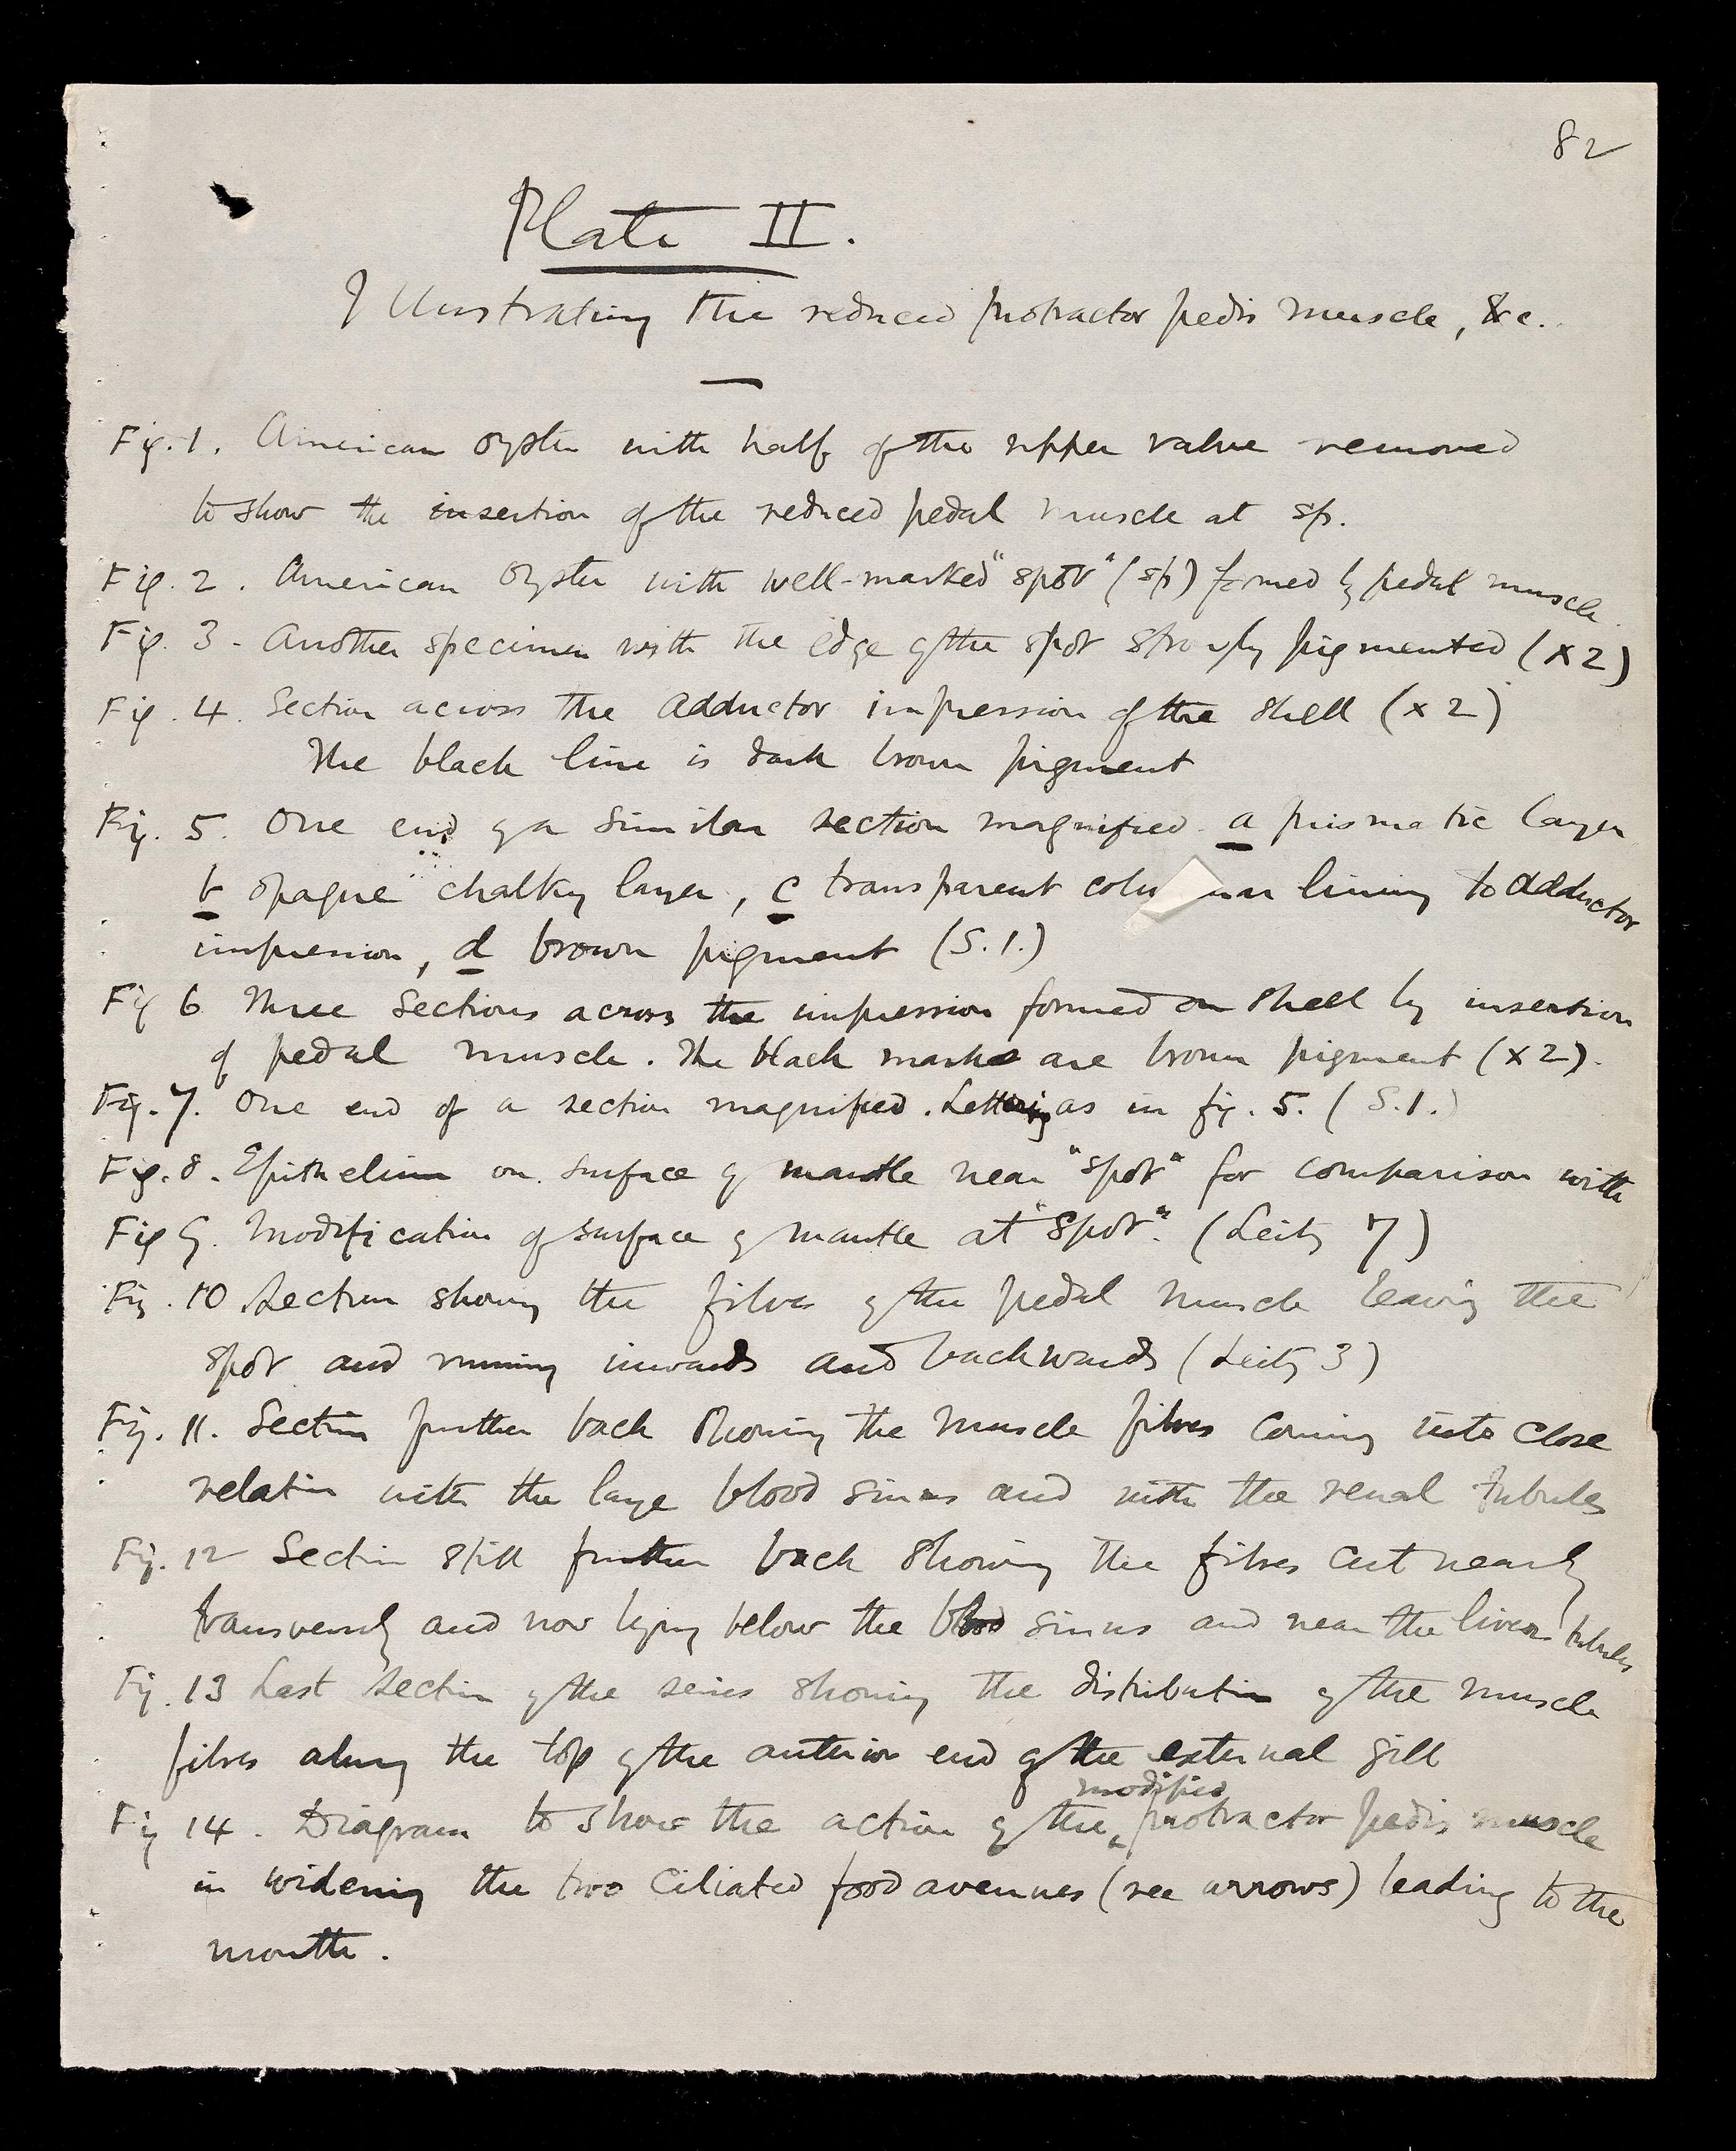 82
Plate II.
Illustrating the reduced protractor pedis muscle, &c.
Fig. 1. American Oyster with half of the upper valve removed
to show the insertion of the reduced pedal muscle at sp.
Fig. 2. American Oyster with well-marked "spot" (sp) formed by pedal muscle.
Fig. 3. Another specimen with the edge of the spot strongly pigmented (x 2)
Fig. 4. Section across the adductor impression of the shell (x 2)
The black line is dark brown pigment
Fig. 5. One end of a similar section magnified a prismatic layer
b opaque chalky layer, c transparent lining to adductor
impression, d brown pigment (S.1.)
Fig 6 Three sections across the impression formed on shell by insertion
of pedal muscle. The black marks are brown pigment (x 2).
Fig. 7. One end of a section magnified. Lettering as in fig. 5. (S.1.)
Fig. 8. Epithelium on surface of mantle near "spot" for comparison with
Fig 9. Modification of surface of mantle at "spot". (Leitz 7)
Fig. 10 Section showing the fibres of the pedal muscle leaving the
spot and running inwards and backwards (Leitz 3)
Fig. 11. Section further back showing the muscle fibres coming into close
relation with the large blood sinus and with the renal tubules
Fig. 12 Section still further back showing the fibres cut nearly
transversely and now lying below the blood sinus and near the liver tubules
Fig. 13 Last section of the series showing the distribution of the muscle
fibres along the top of the anterior end of the external gill
Fig 14. Diagram to show the action of the modified protractor pedis muscle
in widening the two ciliated food avenues (see arrows) leading to the
mouth.